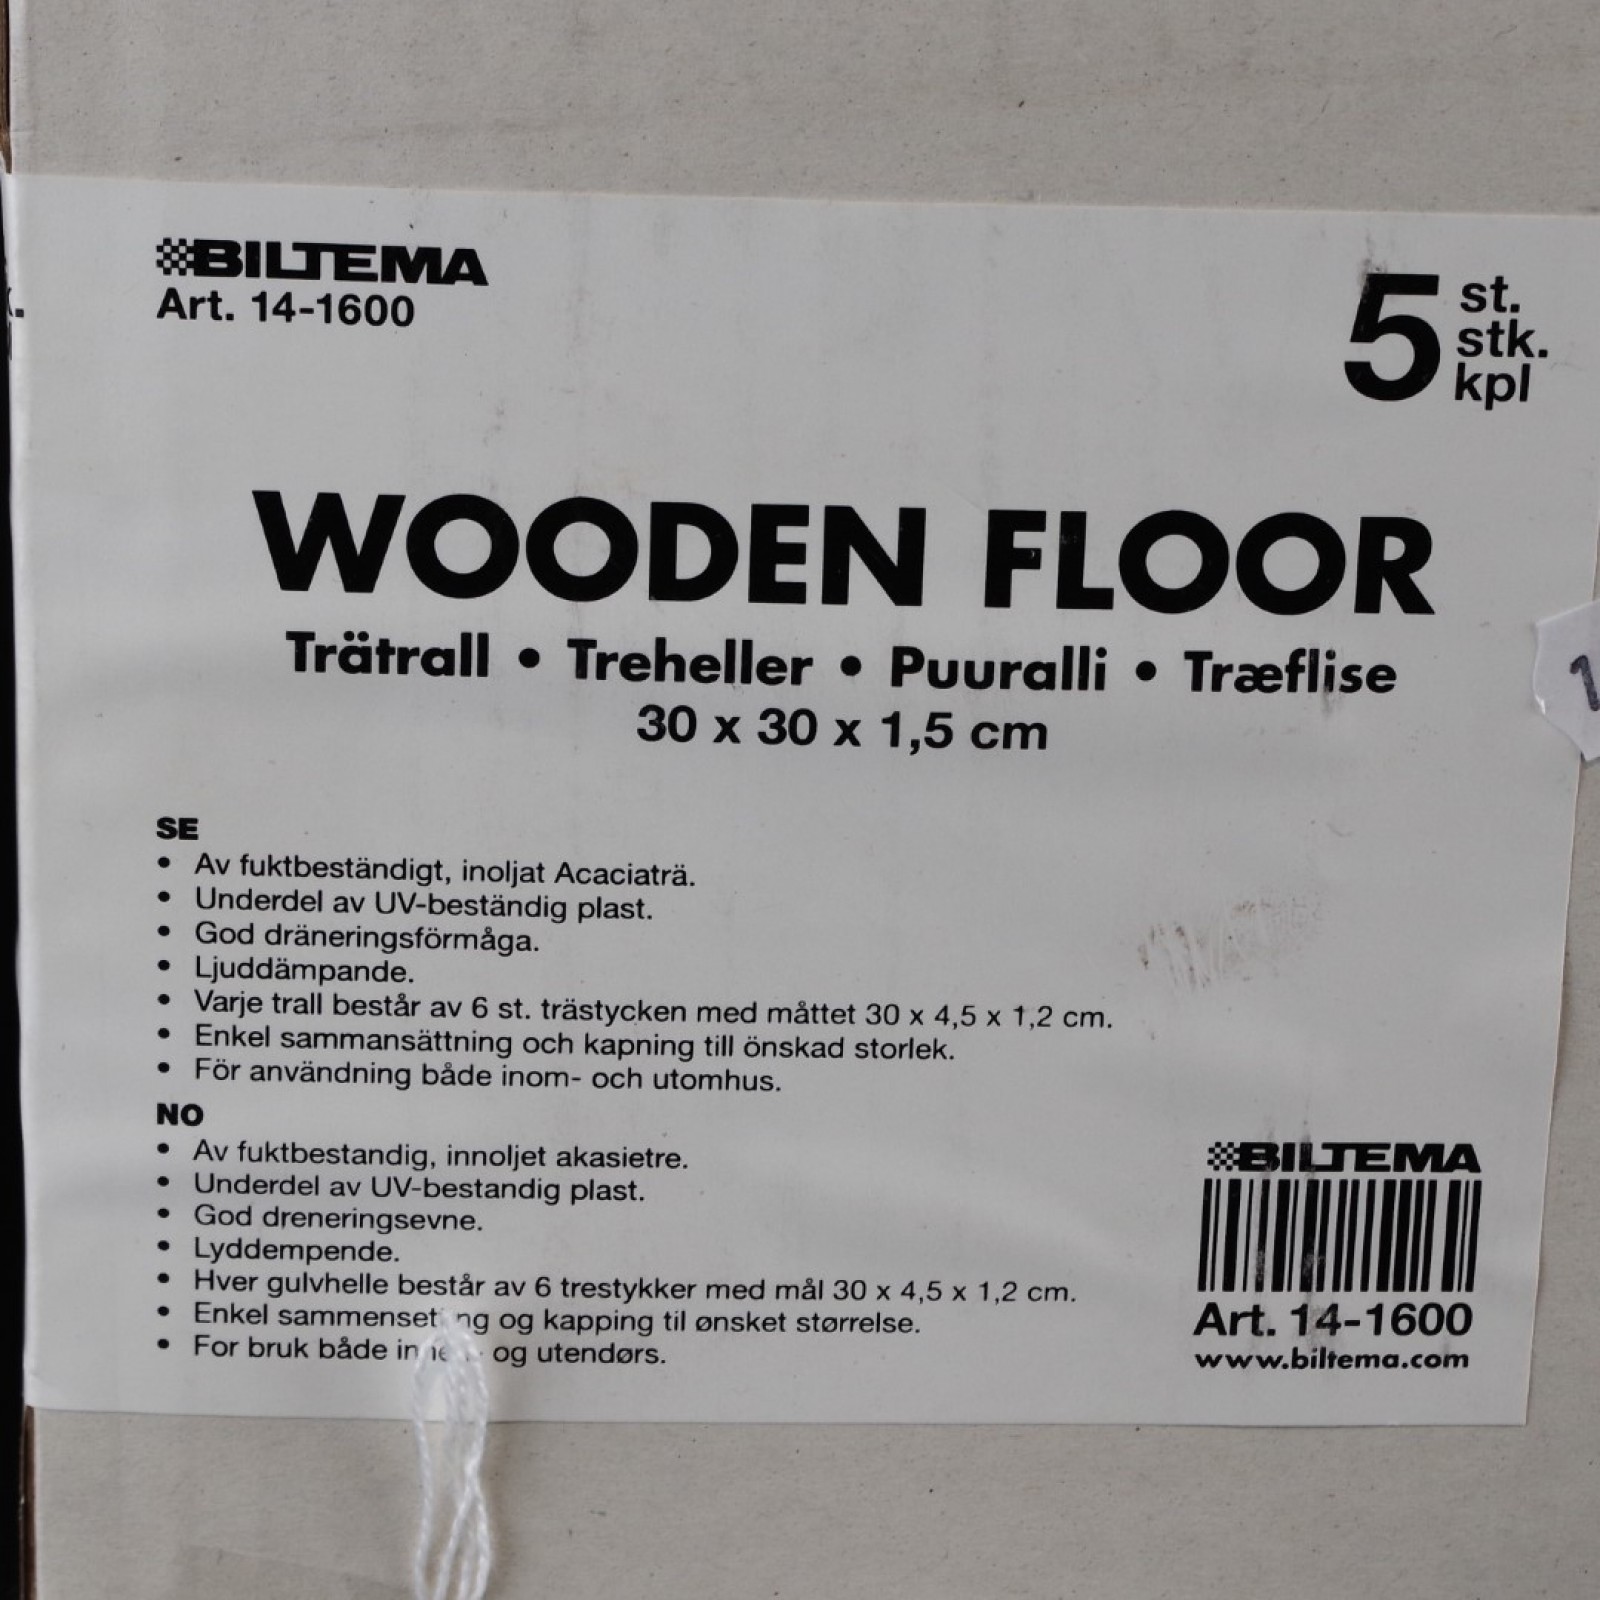 BILTEMA
Art. 14-1600
5 st.
stk.
kpl
WOODEN FLOOR
Trätrall • Treheller • Puuralli • Træflise
30 x 30 x 1,5 cm
SE
• Av fuktbeständigt, inoljat Acaciaträ.
• Underdel av UV-beständig plast.
• God dräneringsförmåga.
• Ljuddämpande.
• Varje trall består av 6 st. trästycken med måttet 30 x 4,5 x 1,2 cm.
• Enkel sammansättning och kapning till önskad storlek.
• För användning både inom- och utomhus.
NO
• Av fuktbestandig, innoljet akasietre.
• Underdel av UV-bestandig plast.
• God dreneringsevne.
• Lyddempende.
• Hver gulvhelle består av 6 trestykker med mål 30 x 4,5 x 1,2 cm.
• Enkel og kapping til ønsket størrelse.
• For bruk både og utendørs.
BILTEMA
Art. 14-1600
www.biltema.com